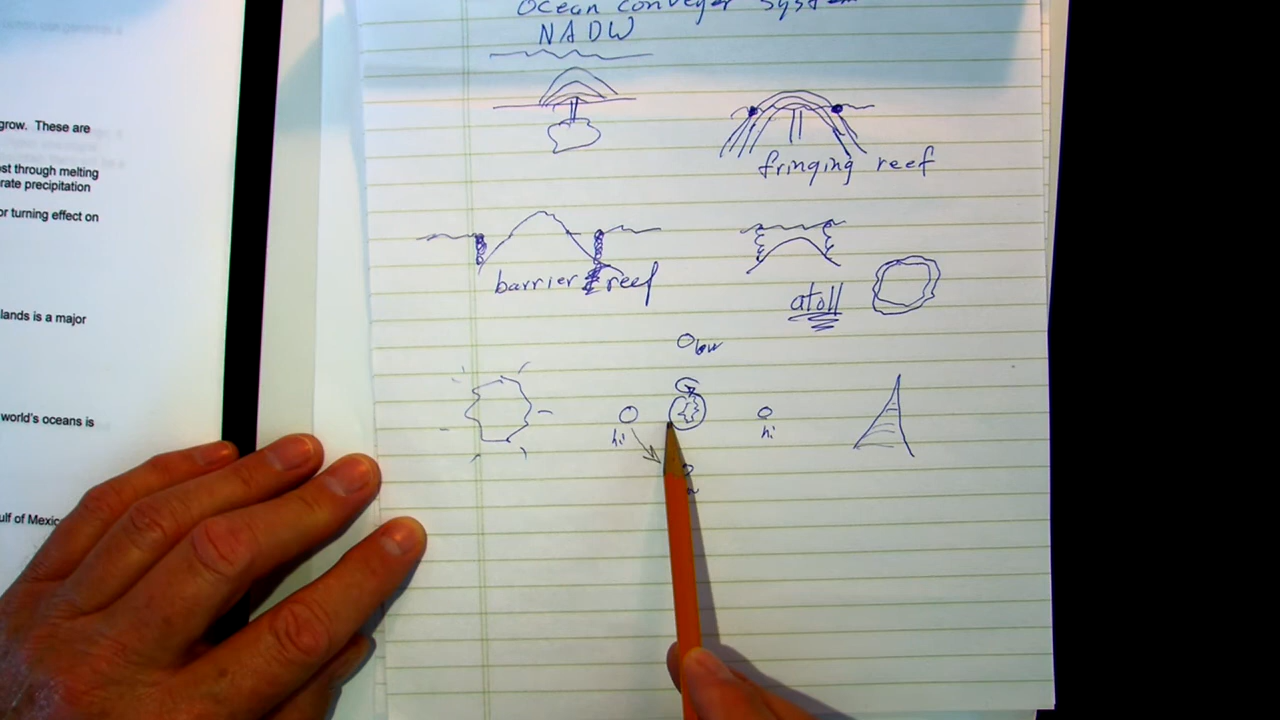 Ocean Conveyor System
NADW
grow. These are
st through melting
rate precipitation
or turning effect on
fringing reef
barrier reef
lands is a major
atoll
low
hi
hi
world's oceans is
ulf of Mexic